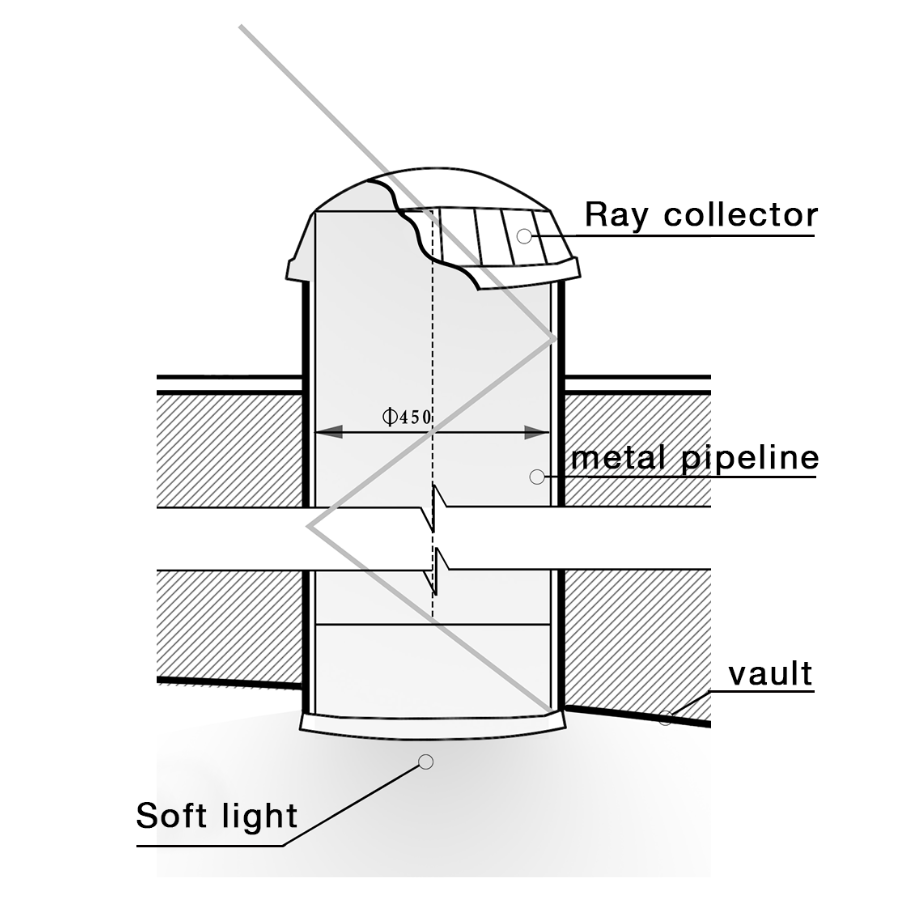 Ray collector
Φ450
metal pipeline
vault
Soft light